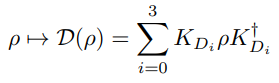 ρ ↦ 𝒟(ρ) = ∑_{i=0}^{3} K_{D_i} ρ K_{D_i}^†